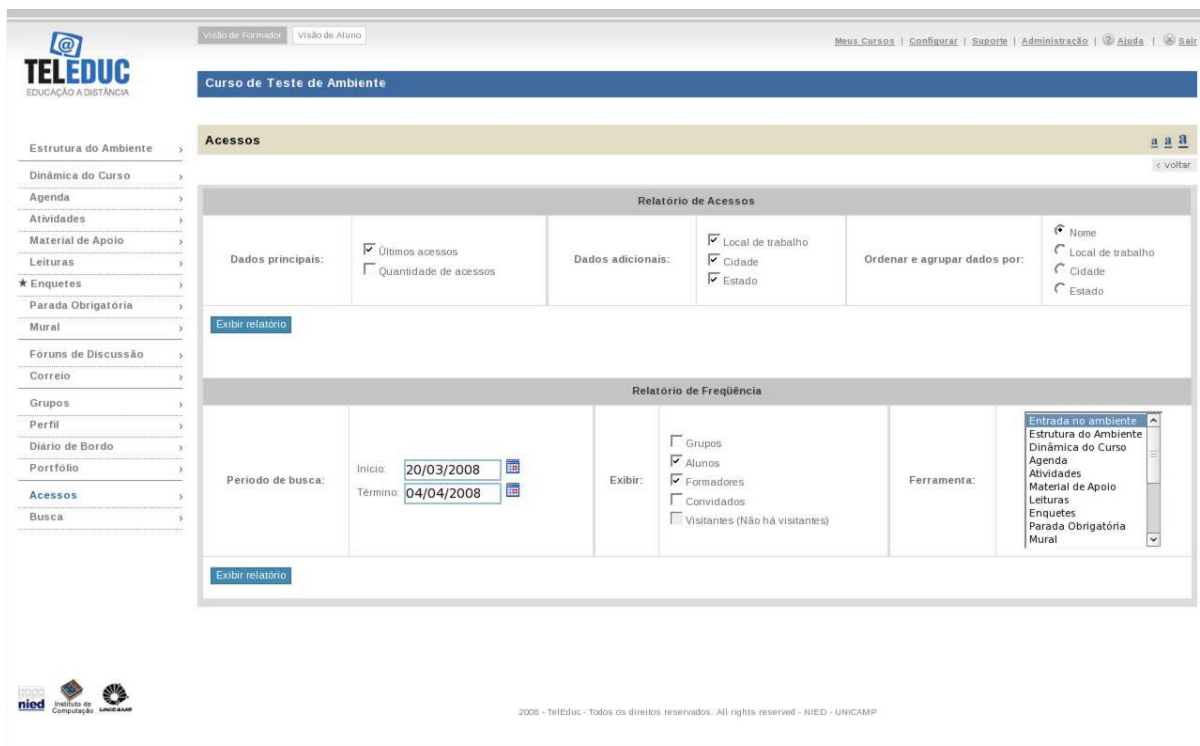 Visão de Formador Visão de Aluno
Meus Cursos | Configurar | Suporte | Administração | Ajuda | Sair
TELEDUC
EDUCAÇÃO A DISTÂNCIA
Curso de Teste de Ambiente
Acessos
a a a
‹ voltar
Estrutura do Ambiente
Dinâmica do Curso
Agenda
Atividades
Material de Apoio
Leituras
Enquetes
Parada Obrigatória
Mural
Fóruns de Discussão
Correio
Grupos
Perfil
Diário de Bordo
Portfólio
Acessos
Busca
Relatório de Acessos
Dados principais:
Últimos acessos
Quantidade de acessos
Dados adicionais:
Local de trabalho
Cidade
Estado
Ordenar e agrupar dados por:
Nome
Local de trabalho
Cidade
Estado
Exibir relatório
Relatório de Freqüência
Período de busca:
Início: 20/03/2008
Término: 04/04/2008
Exibir:
Grupos
Alunos
Formadores
Convidados
Visitantes (Não há visitantes)
Ferramenta:
Entrada no ambiente
Estrutura do Ambiente
Dinâmica do Curso
Agenda
Atividades
Material de Apoio
Leituras
Enquetes
Parada Obrigatória
Mural
Exibir relatório
nied
Instituto de Computação
UNICAMP
2008 - TelEduc - Todos os direitos reservados. All rights reserved - NIED - UNICAMP